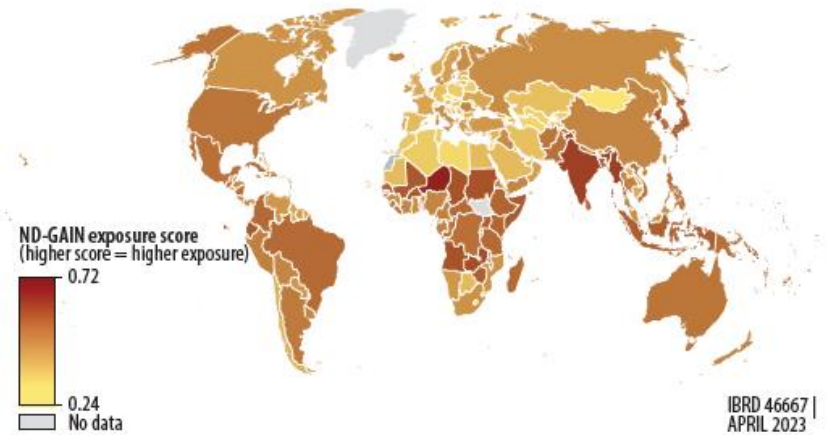 ND-GAIN exposure score
(higher score = higher exposure)
0.72
0.24
No data
IBRD 46667 |
APRIL 2023